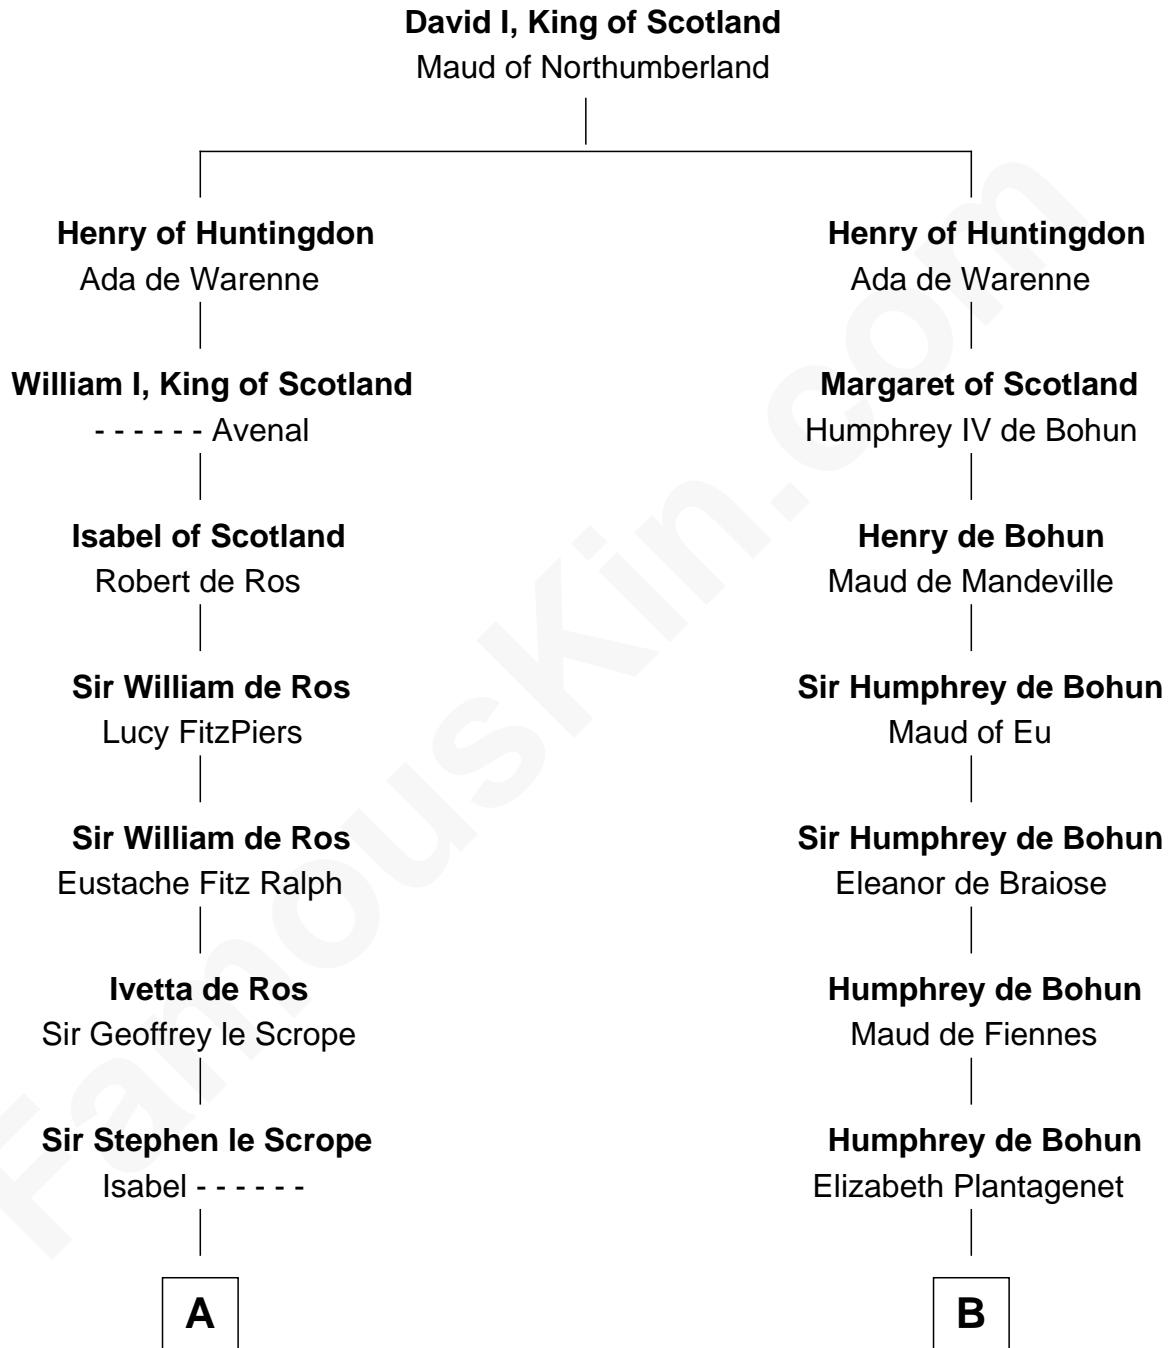 David I, King of Scotland
Maud of Northumberland
Henry of Huntingdon
Ada de Warenne
William I, King of Scotland
- - - - - - Avenal
Isabel of Scotland
Robert de Ros
Sir William de Ros
Lucy FitzPiers
Sir William de Ros
Eustache Fitz Ralph
Ivetta de Ros
Sir Geoffrey le Scrope
Sir Stephen le Scrope
Isabel - - - - - -
A
Henry of Huntingdon
Ada de Warenne
Margaret of Scotland
Humphrey IV de Bohun
Henry de Bohun
Maud de Mandeville
Sir Humphrey de Bohun
Maud of Eu
Sir Humphrey de Bohun
Eleanor de Braiose
Humphrey de Bohun
Maud de Fiennes
Humphrey de Bohun
Elizabeth Plantagenet
B
FamousKin.com